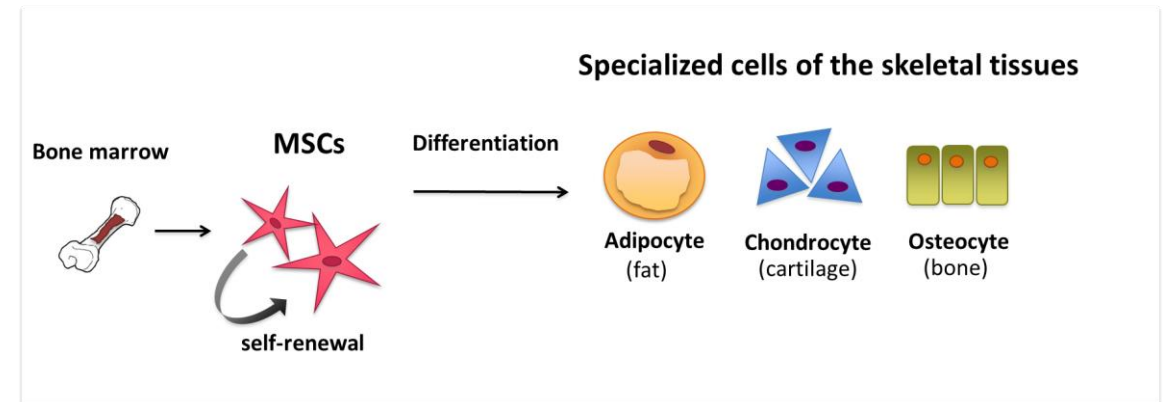 Specialized cells of the skeletal tissues
Bone marrow
MSCs
Differentiation
self-renewal
Adipocyte
(fat)
Chondrocyte
(cartilage)
Osteocyte
(bone)